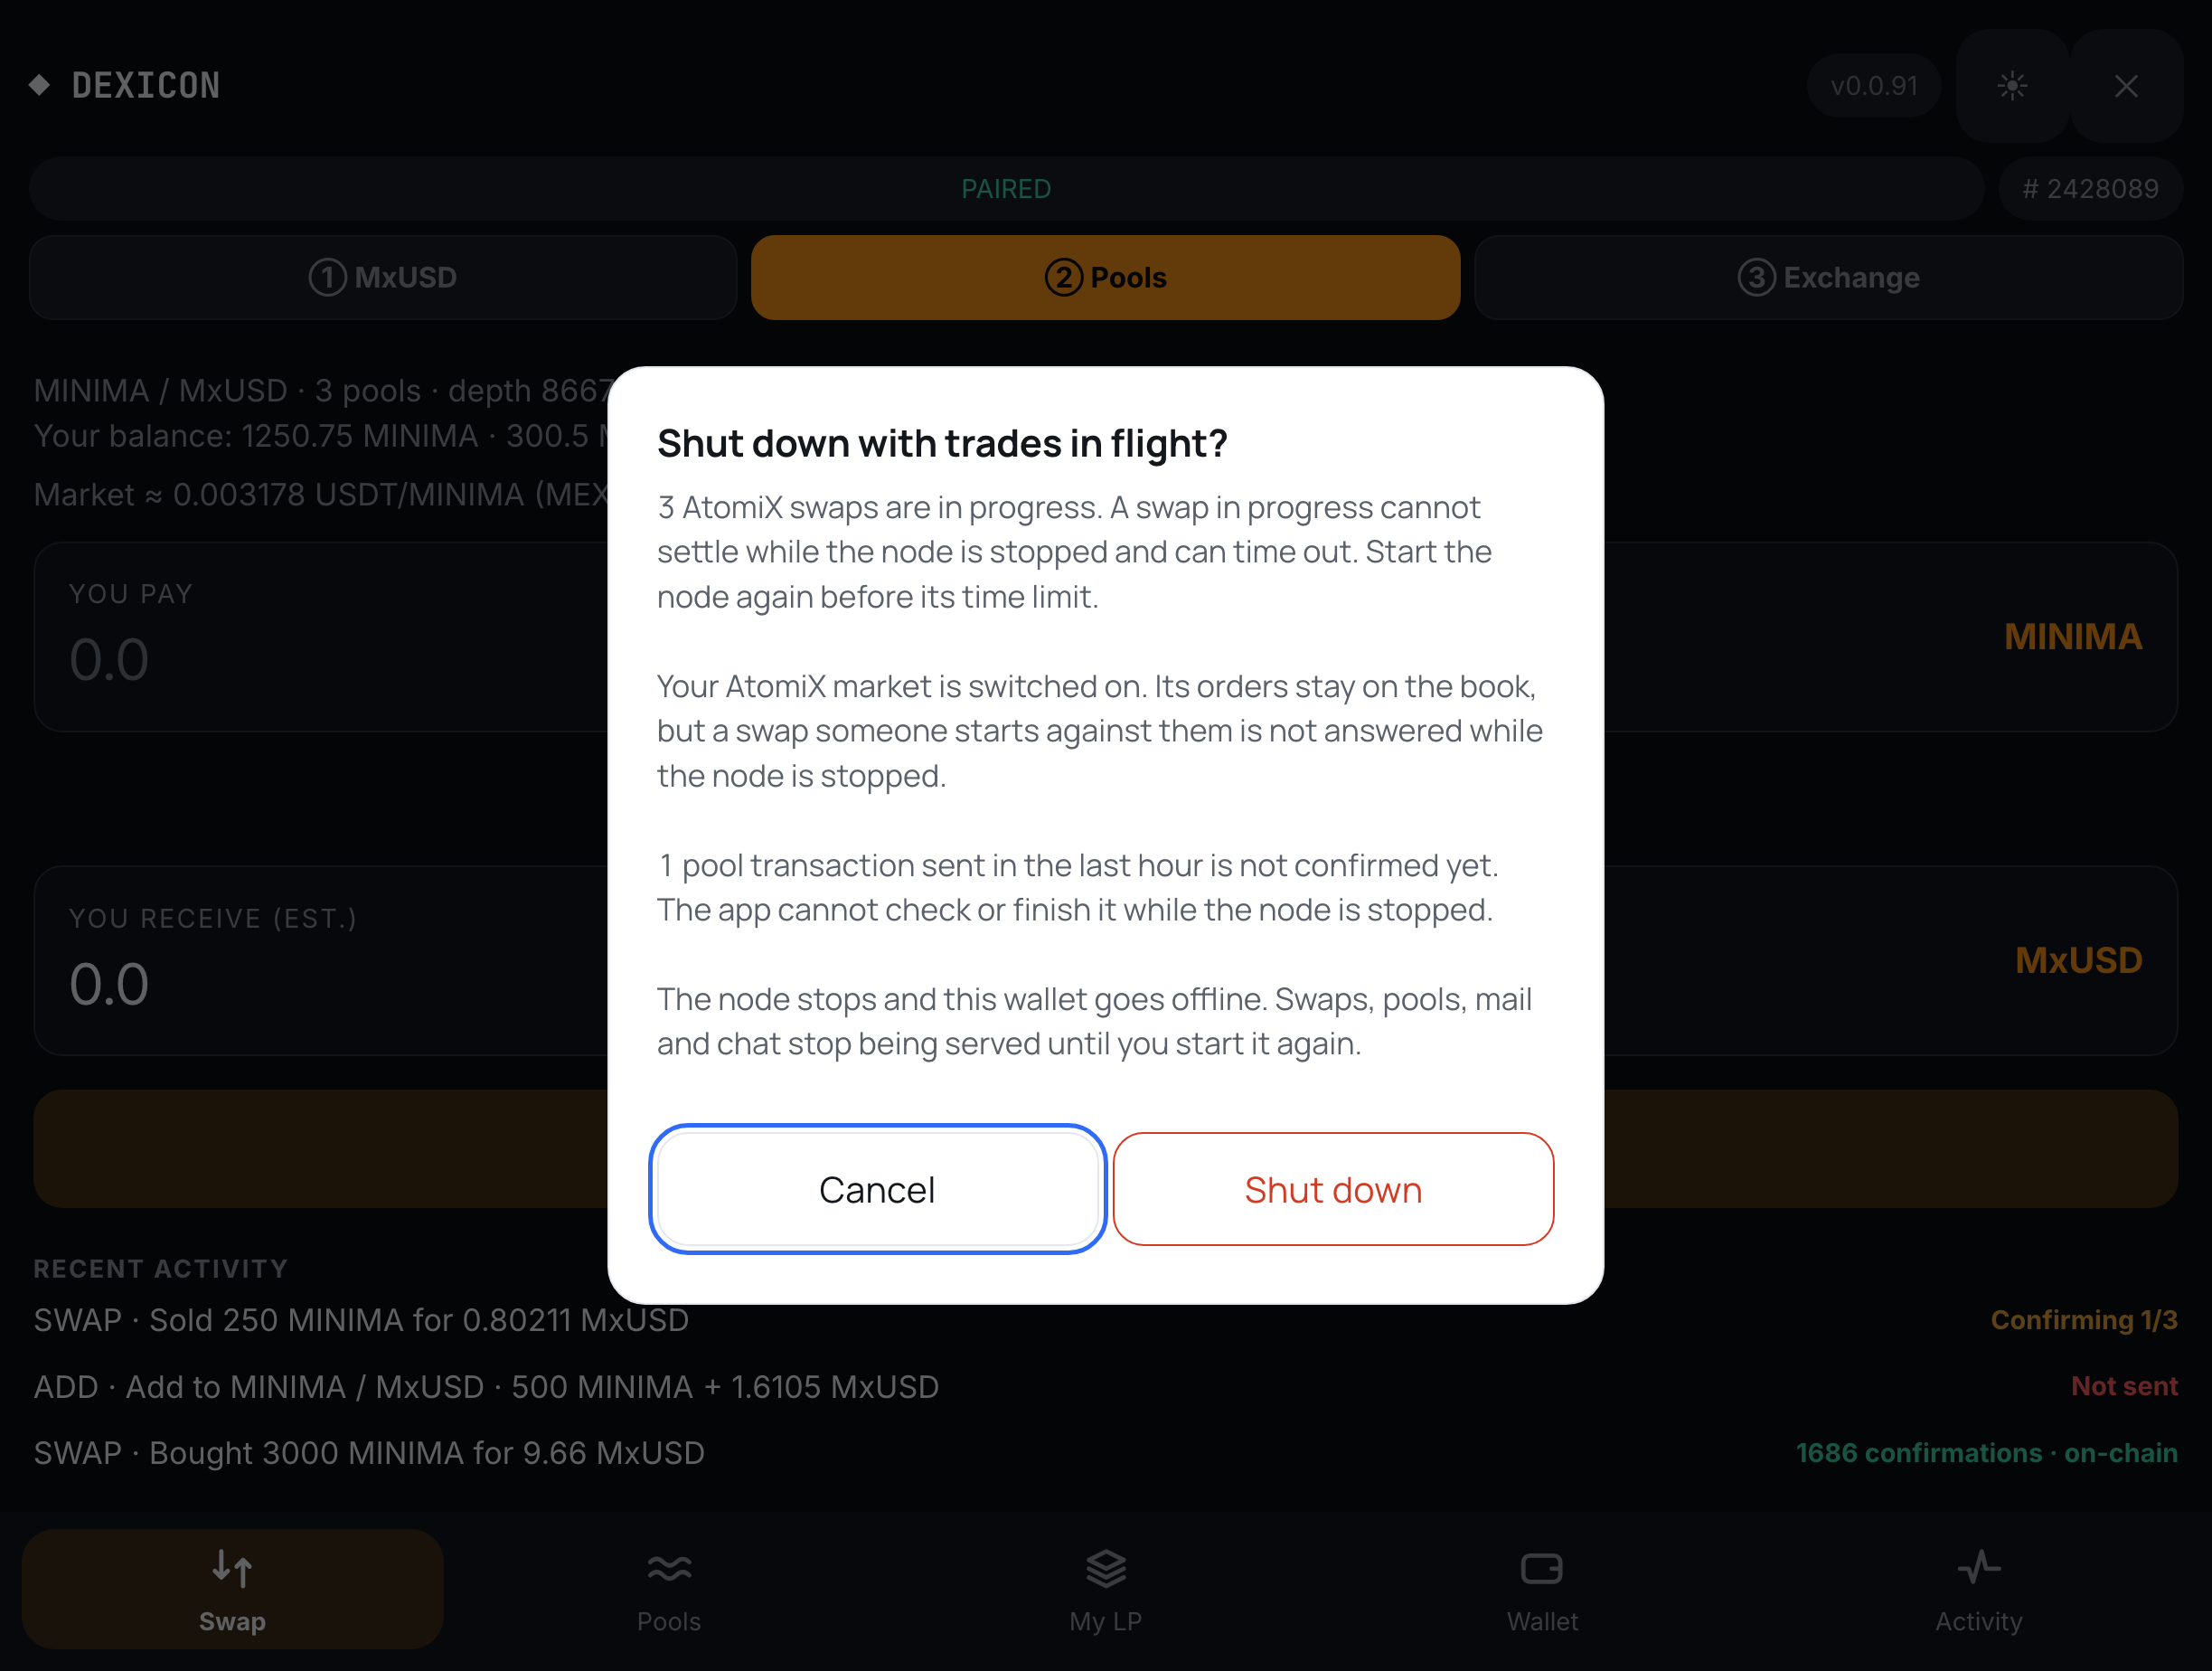 DEXICON
v0.0.91
PAIRED
# 2428089
1 MxUSD
2 Pools
3 Exchange
MINIMA / MxUSD · 3 pools · depth 8667
Your balance: 1250.75 MINIMA · 300.5
Market ≈ 0.003178 USDT/MINIMA
YOU PAY
0.0
MINIMA
YOU RECEIVE (EST.)
0.0
MxUSD
Shut down with trades in flight?
3 AtomiX swaps are in progress. A swap in progress cannot
settle while the node is stopped and can time out. Start the
node again before its time limit.
Your AtomiX market is switched on. Its orders stay on the book,
but a swap someone starts against them is not answered while
the node is stopped.
1 pool transaction sent in the last hour is not confirmed yet.
The app cannot check or finish it while the node is stopped.
The node stops and this wallet goes offline. Swaps, pools, mail
and chat stop being served until you start it again.
Cancel
Shut down
RECENT ACTIVITY
SWAP · Sold 250 MINIMA for 0.80211 MxUSD
Confirming 1/3
ADD · Add to MINIMA / MxUSD · 500 MINIMA + 1.6105 MxUSD
Not sent
SWAP · Bought 3000 MINIMA for 9.66 MxUSD
1686 confirmations · on-chain
Swap
Pools
My LP
Wallet
Activity